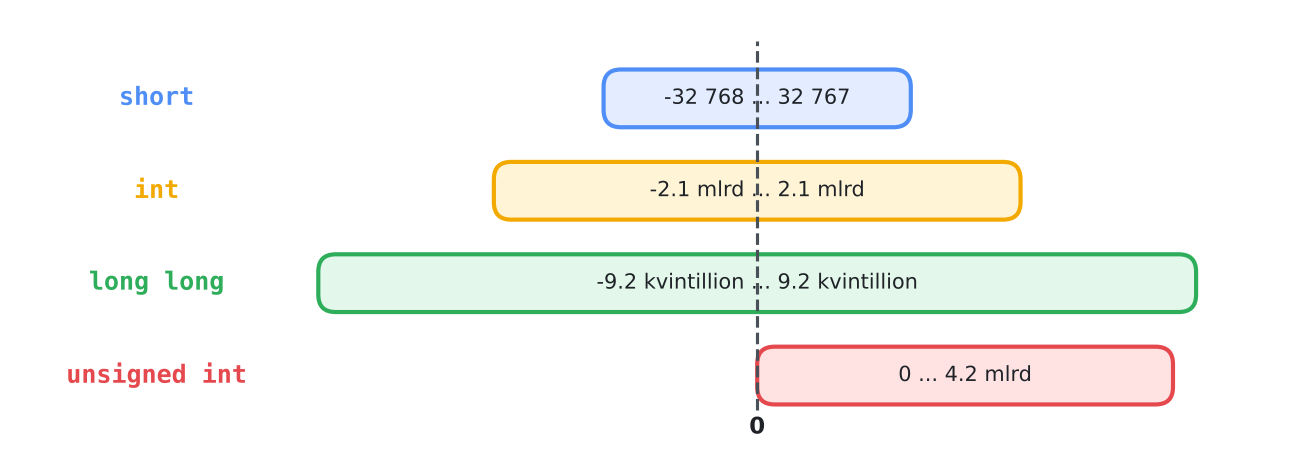 short -32 768 ... 32 767
int -2.1 mlrd ... 2.1 mlrd
long long -9.2 kvintillion ... 9.2 kvintillion
unsigned int 0 ... 4.2 mlrd
0